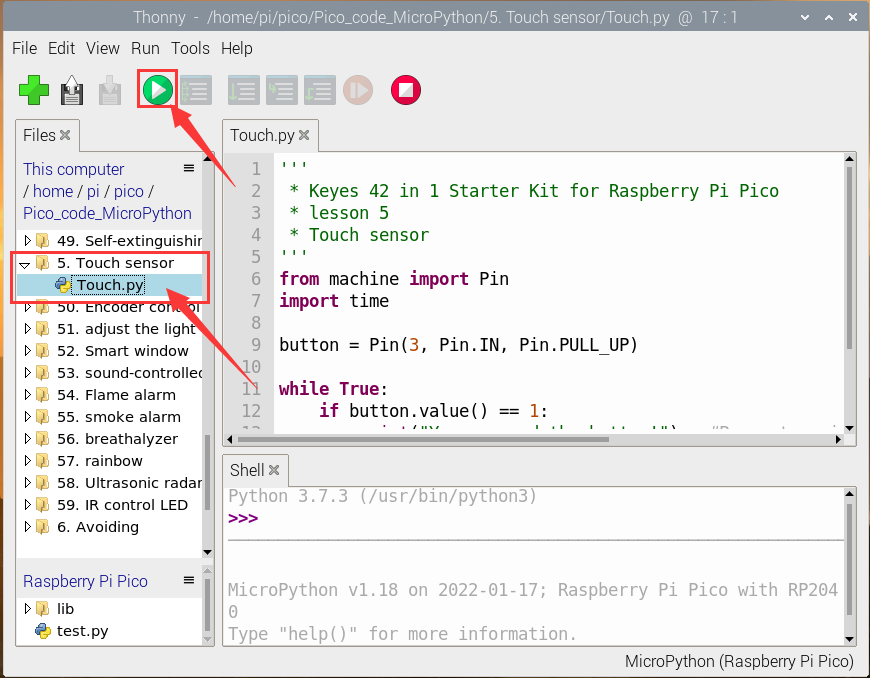 Thonny - /home/pi/pico/Pico_code_MicroPython/5. Touch sensor/Touch.py @ 17 : 1
File Edit View Run Tools Help
Files
This computer
/ home / pi / pico /
Pico_code_MicroPython
49. Self-extinguishin
5. Touch sensor
Touch.py
50. Encoder control
51. adjust the light
52. Smart window
53. sound-controlled
54. Flame alarm
55. smoke alarm
56. breathalyzer
57. rainbow
58. Ultrasonic radar
59. IR control LED
6. Avoiding
Raspberry Pi Pico
lib
test.py
Touch.py
1 '''
2 * Keyes 42 in 1 Starter Kit for Raspberry Pi Pico
3 * lesson 5
4 * Touch sensor
5 '''
6 from machine import Pin
7 import time
8
9 button = Pin(3, Pin.IN, Pin.PULL_UP)
10
11 while True:
12 if button.value() == 1:
Shell
Python 3.7.3 (/usr/bin/python3)
>>>
MicroPython v1.18 on 2022-01-17; Raspberry Pi Pico with RP204
0
Type "help()" for more information.
MicroPython (Raspberry Pi Pico)